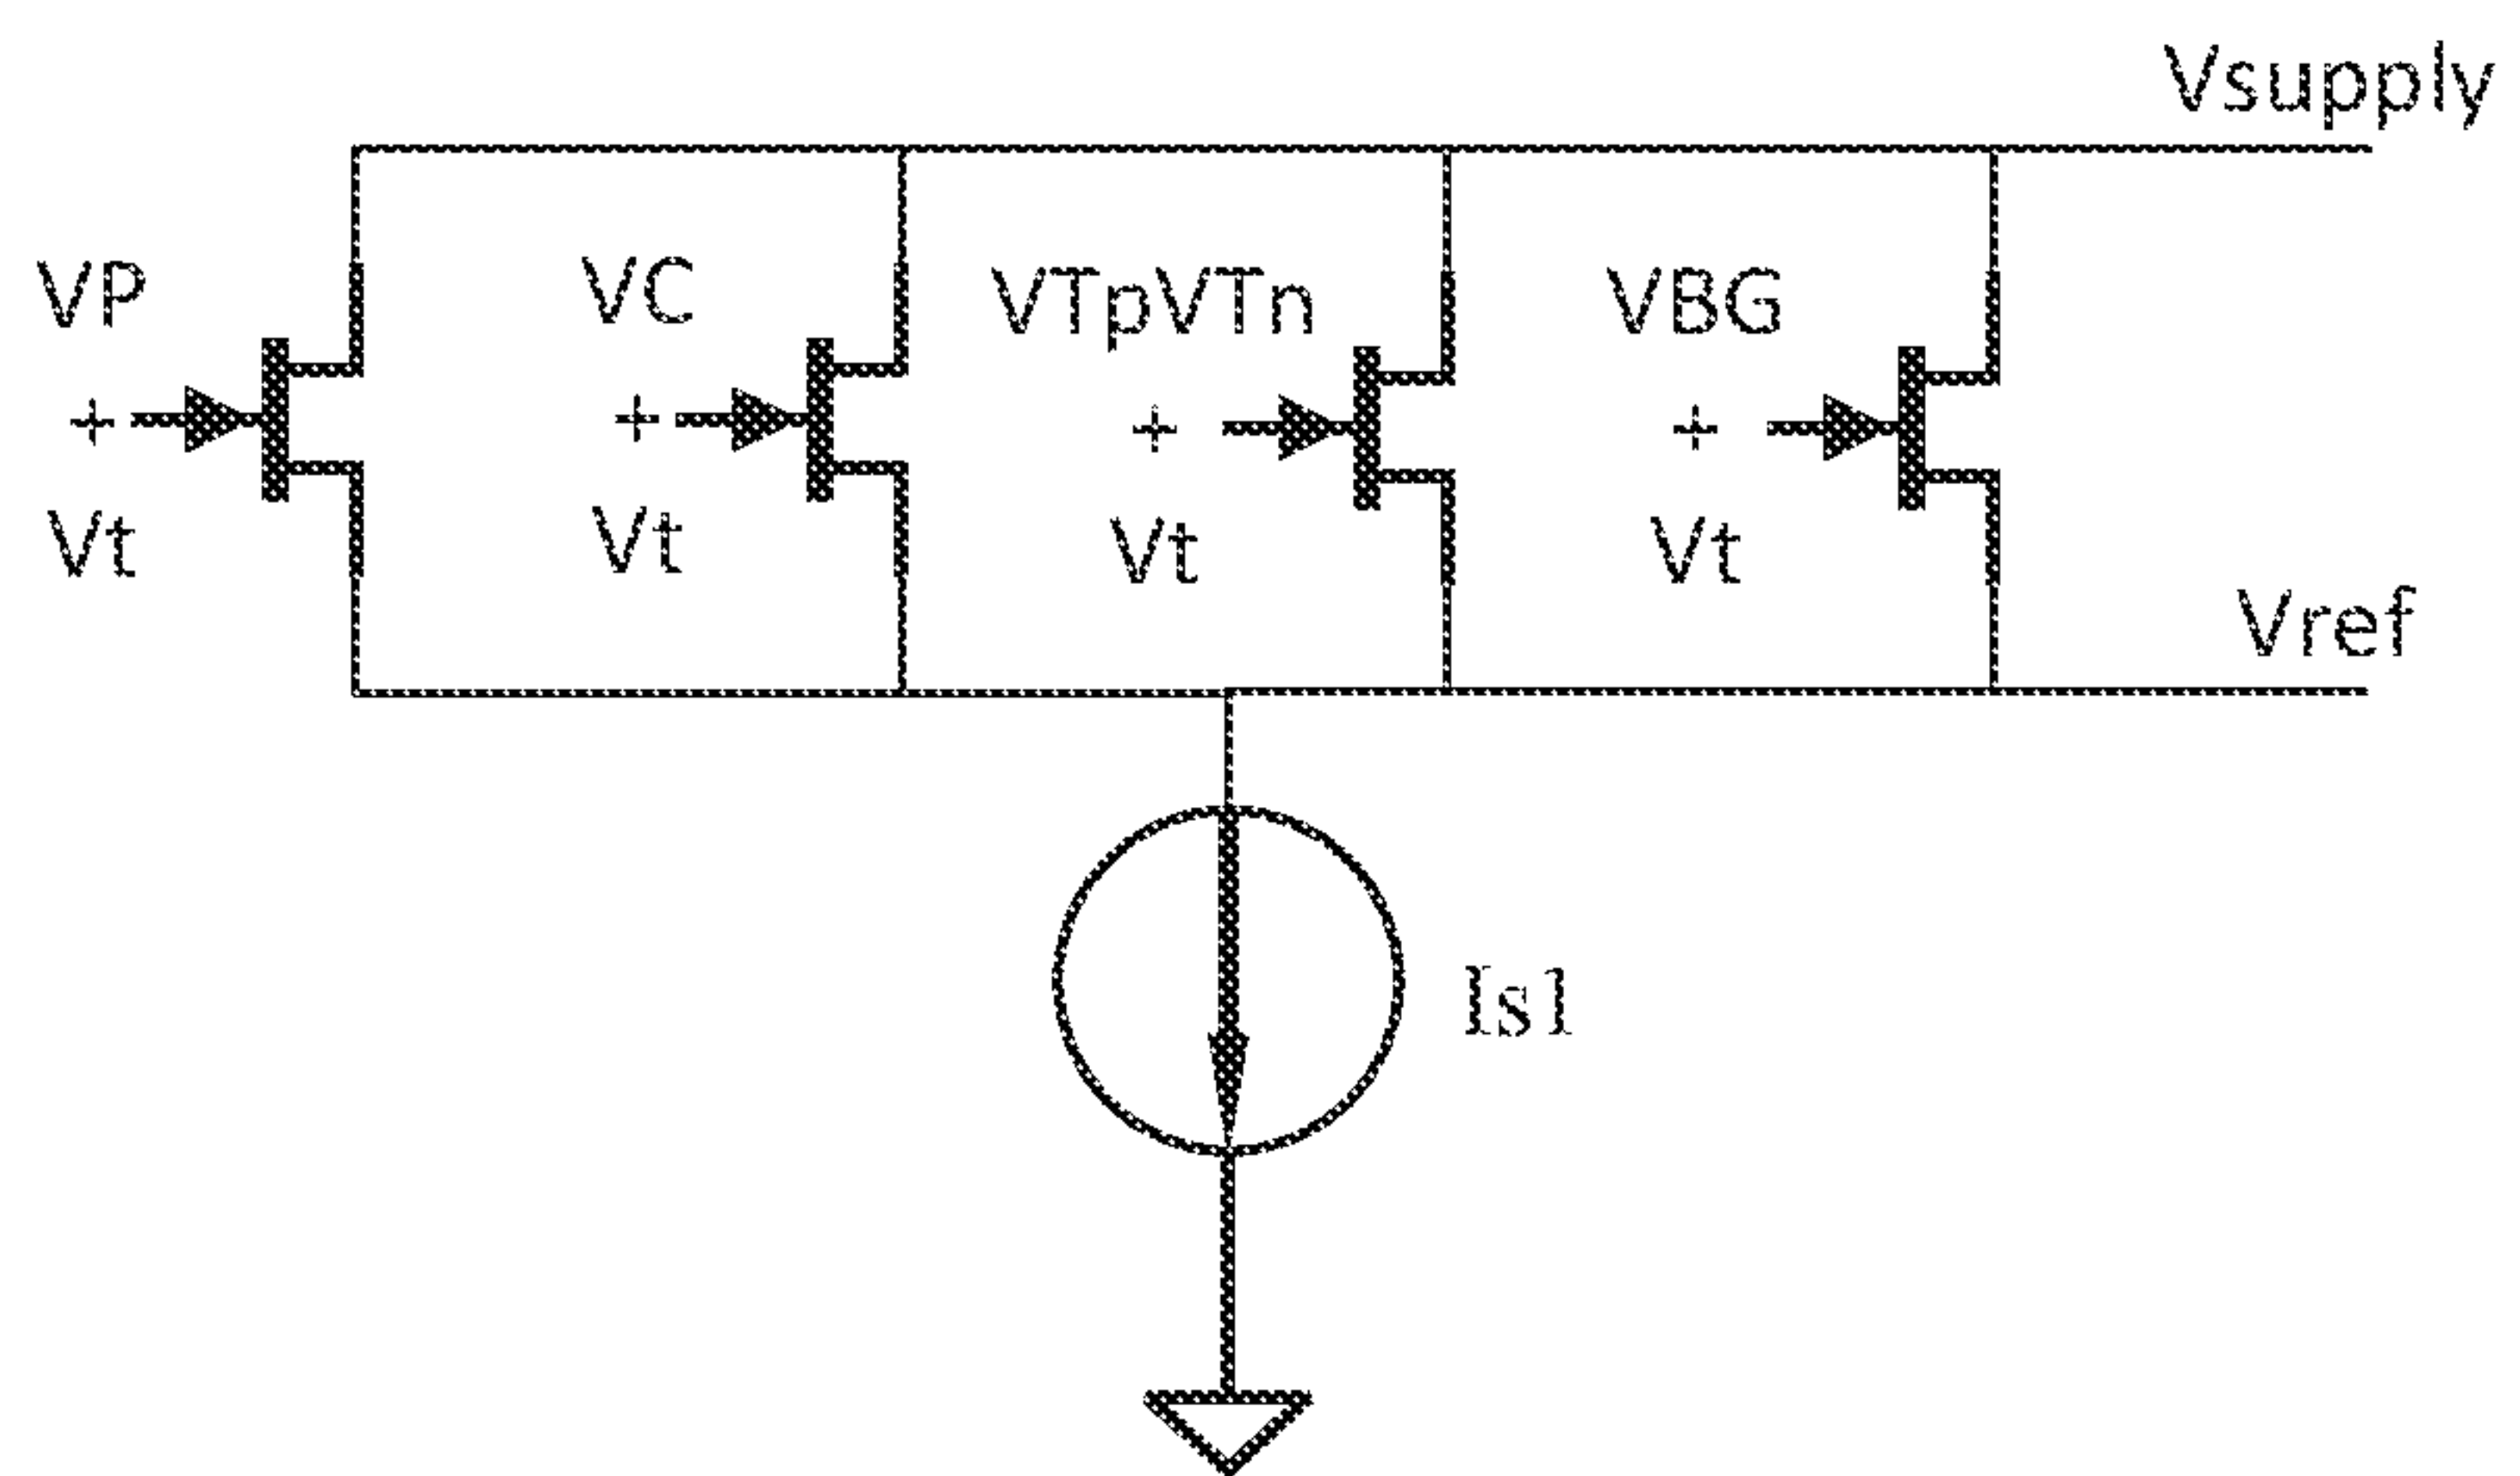 Vsupply
VP
+
Vt
VC
+
Vt
VTpVTn
+
Vt
VBG
+
Vt
Vref
Is1